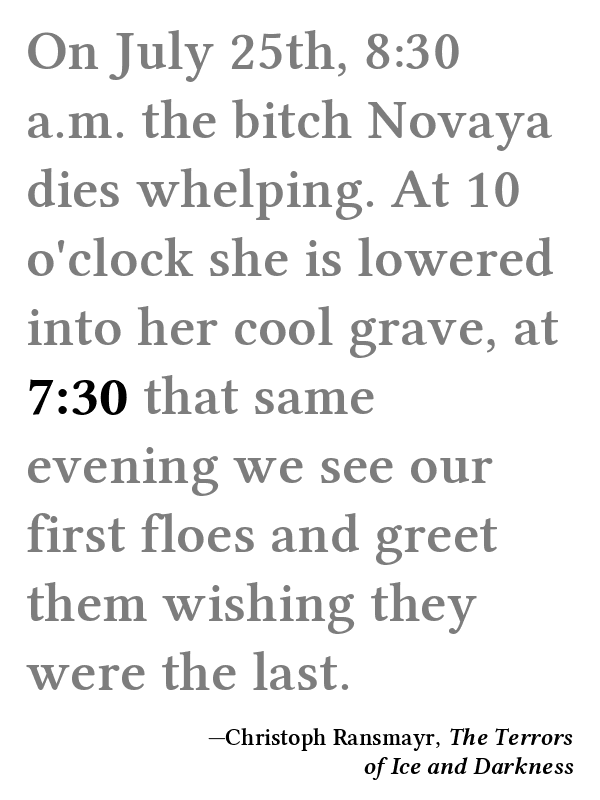 On July 25th, 8:30
a.m. the bitch Novaya
dies whelping. At 10
o'clock she is lowered
into her cool grave, at
7:30 that same
evening we see our
first floes and greet
them wishing they
were the last.
—Christoph Ransmayr, The Terrors
of Ice and Darkness